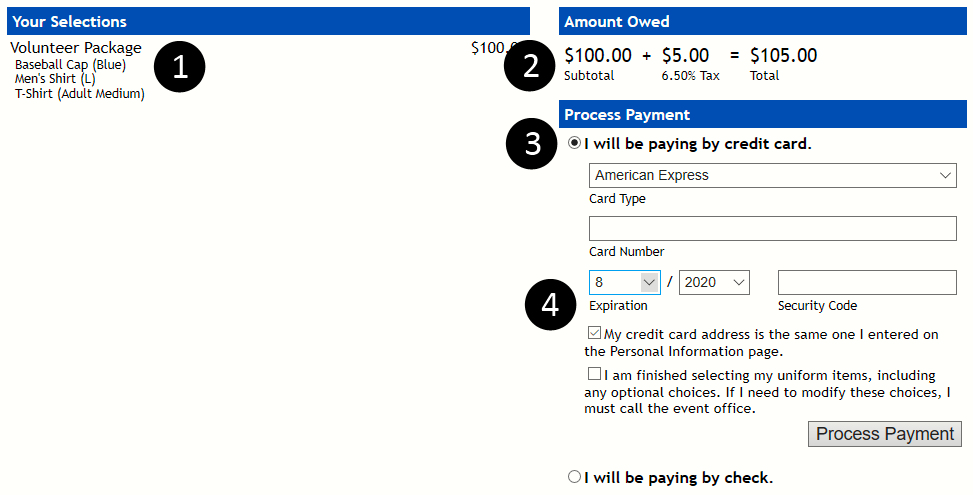 Your Selections
Volunteer Package $100.
Baseball Cap (Blue)
Men's Shirt (L)
T-Shirt (Adult Medium)
1
Amount Owed
2
$100.00 + $5.00 = $105.00
Subtotal 6.50% Tax Total
Process Payment
3
I will be paying by credit card.
American Express
Card Type
Card Number
4
8 / 2020
Expiration Security Code
My credit card address is the same one I entered on
the Personal Information page.
I am finished selecting my uniform items, including
any optional choices. If I need to modify these choices, I
must call the event office.
Process Payment
I will be paying by check.